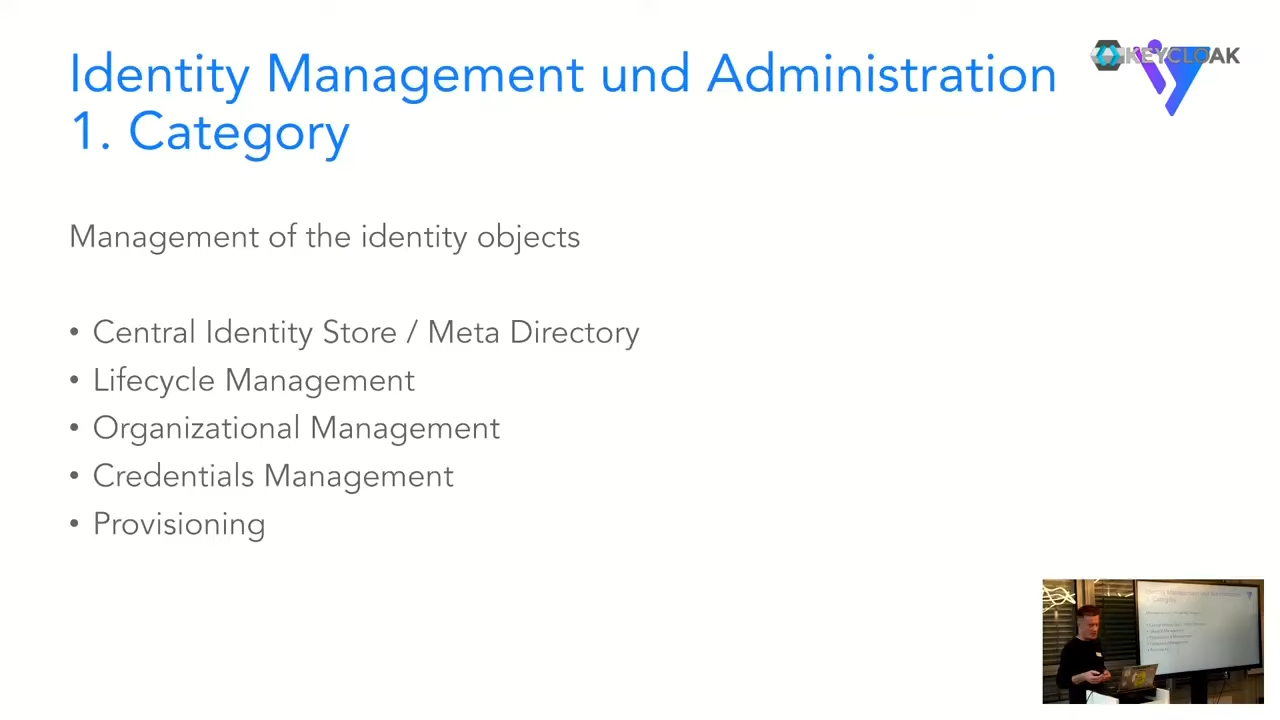 Identity Management und Administration
1. Category
KEYCLOAK
Management of the identity objects
• Central Identity Store / Meta Directory
• Lifecycle Management
• Organizational Management
• Credentials Management
• Provisioning